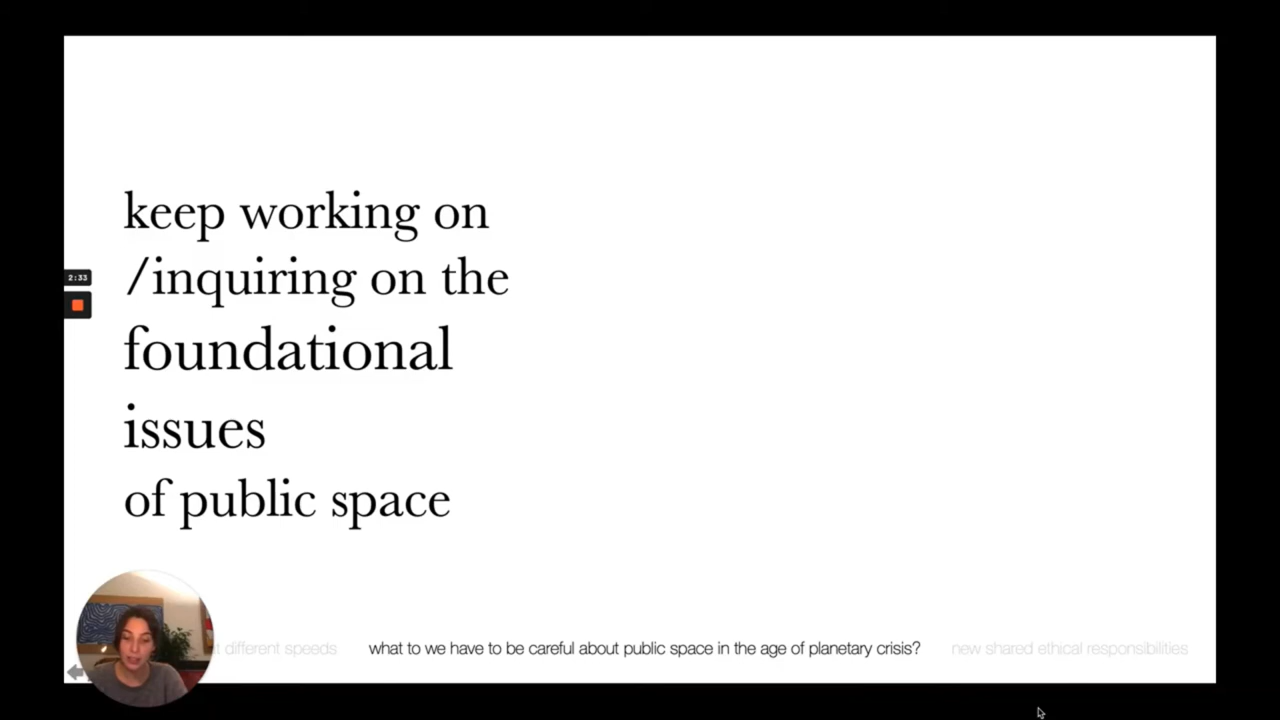 keep working on
/inquiring on the
foundational
issues
of public space
2:33
different speeds
what to we have to be careful about public space in the age of planetary crisis?
new shared ethical responsibilities